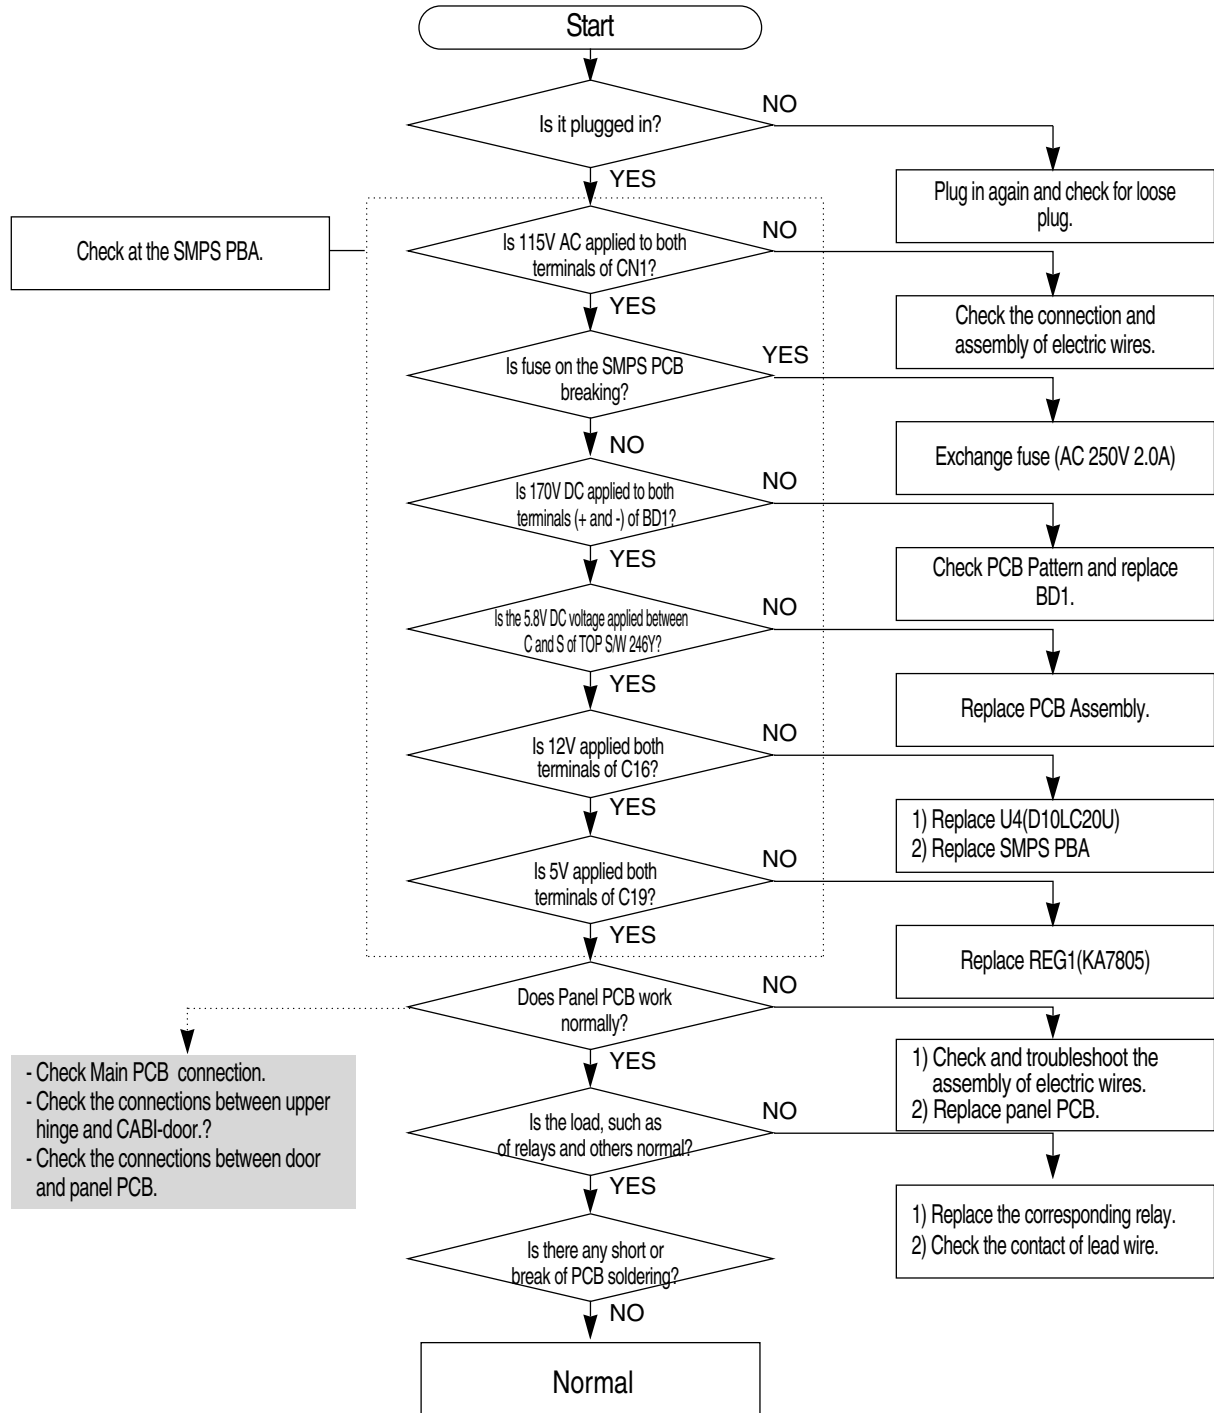 Start
Is it plugged in?
NO
YES
Plug in again and check for loose
plug.
Check at the SMPS PBA.
Is 115V AC applied to both
terminals of CN1?
NO
YES
Check the connection and
assembly of electric wires.
Is fuse on the SMPS PCB
breaking?
YES
NO
Exchange fuse (AC 250V 2.0A)
Is 170V DC applied to both
terminals (+ and -) of BD1?
NO
YES
Check PCB Pattern and replace
BD1.
Is the 5.8V DC voltage applied between
C and S of TOP S/W 246Y?
NO
YES
Replace PCB Assembly.
Is 12V applied both
terminals of C16?
NO
YES
1) Replace U4(D10LC20U)
2) Replace SMPS PBA
Is 5V applied both
terminals of C19?
NO
YES
Replace REG1(KA7805)
Does Panel PCB work
normally?
NO
YES
1) Check and troubleshoot the
assembly of electric wires.
2) Replace panel PCB.
- Check Main PCB connection.
- Check the connections between upper
hinge and CABI-door.?
- Check the connections between door
and panel PCB.
Is the load, such as
of relays and others normal?
NO
YES
1) Replace the corresponding relay.
2) Check the contact of lead wire.
Is there any short or
break of PCB soldering?
NO
Normal